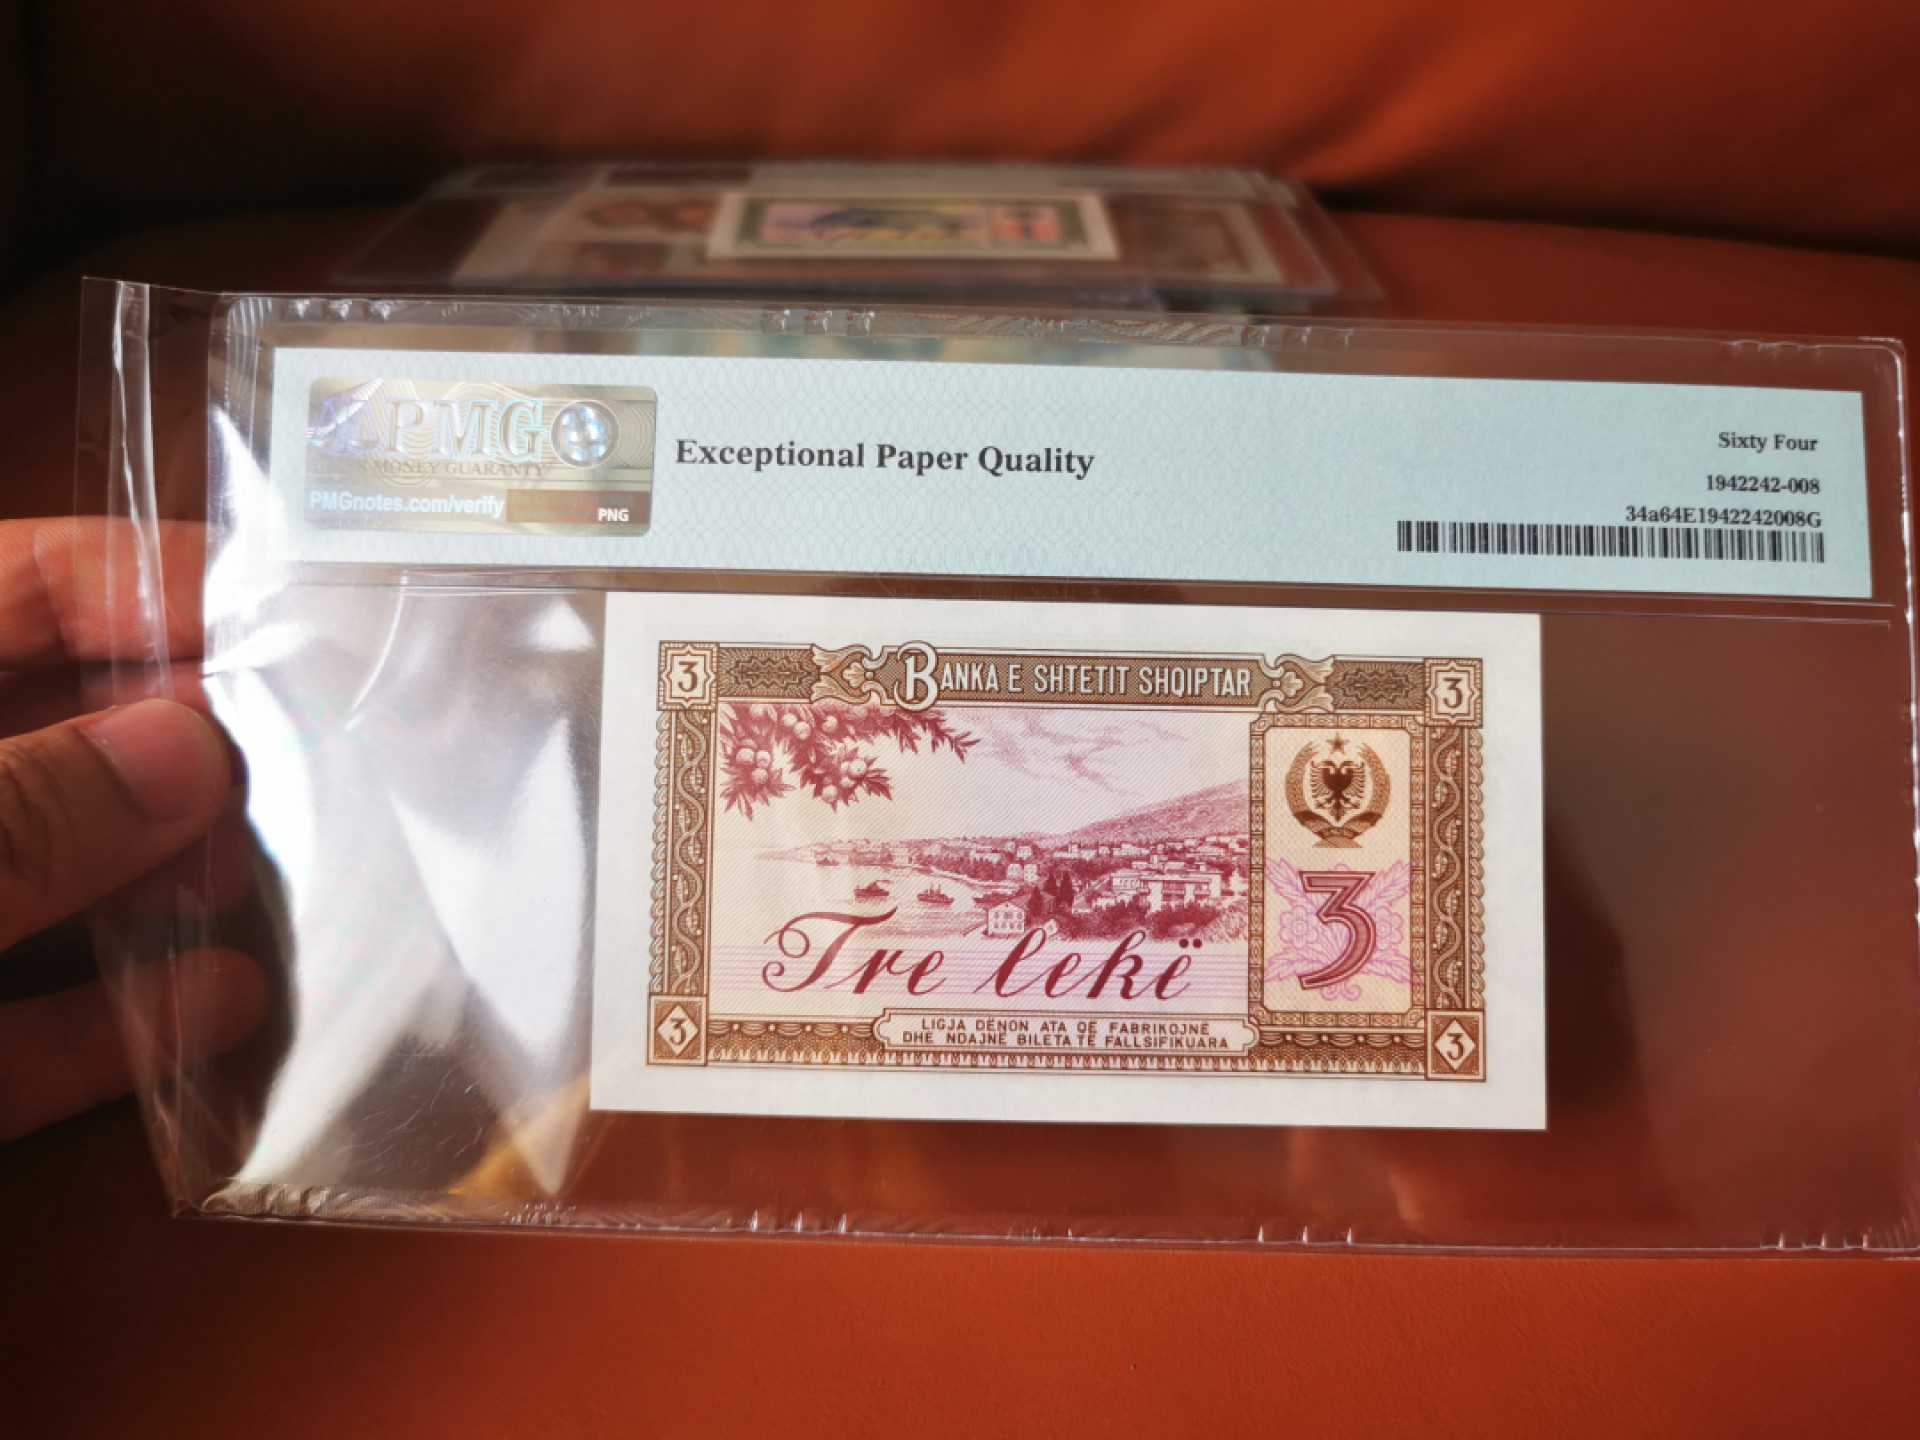 PMG
PAPER MONEY GUARANTY
PMGnotes.com/verify
PNG
Exceptional Paper Quality
Sixty Four
1942242-008
34a64E1942242008G
3
BANKA E SHTETIT SHQIPTAR
3
3
Tre lekë
3
LIGJA DËNON ATA QË FABRIKOJNË
DHE NDAJNË BILETA TË FALLSIFIKUARA
3